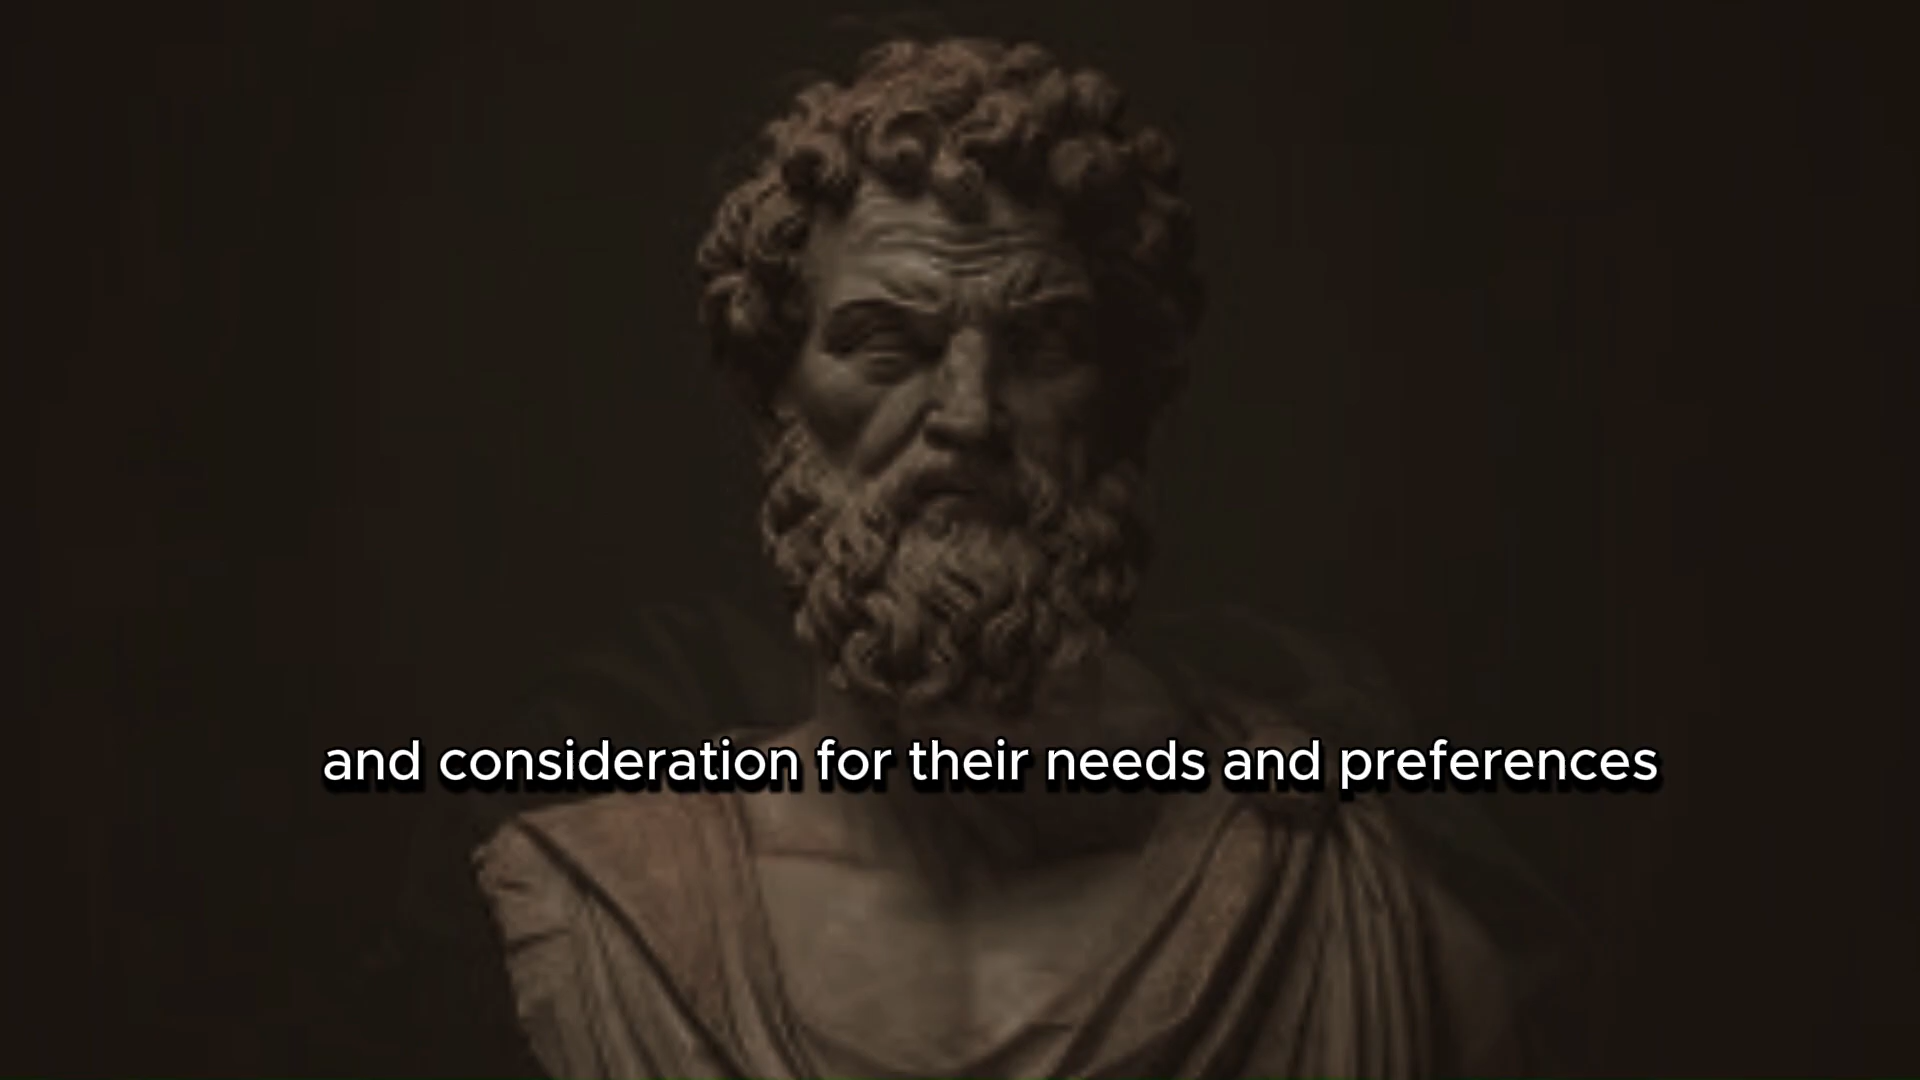 and consideration for their needs and preferences